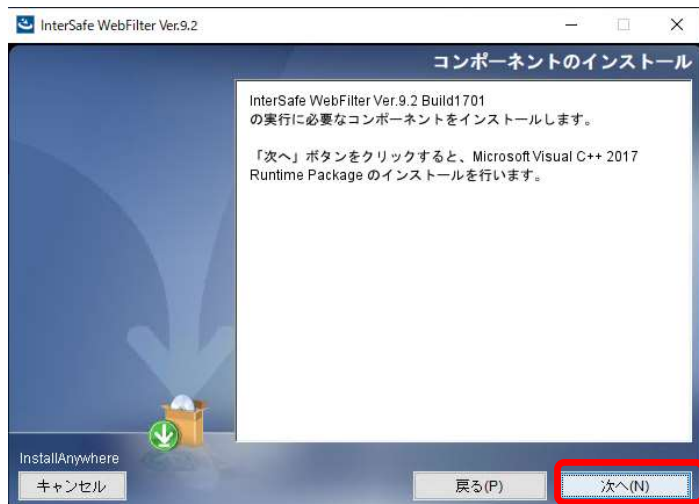 InterSafe WebFilter Ver.9.2
コンポーネントのインストール
InterSafe WebFilter Ver.9.2 Build1701
の実行に必要なコンポーネントをインストールします。
「次へ」ボタンをクリックすると、Microsoft Visual C++ 2017
Runtime Package のインストールを行います。
InstallAnywhere
キャンセル
戻る(P)
次へ(N)